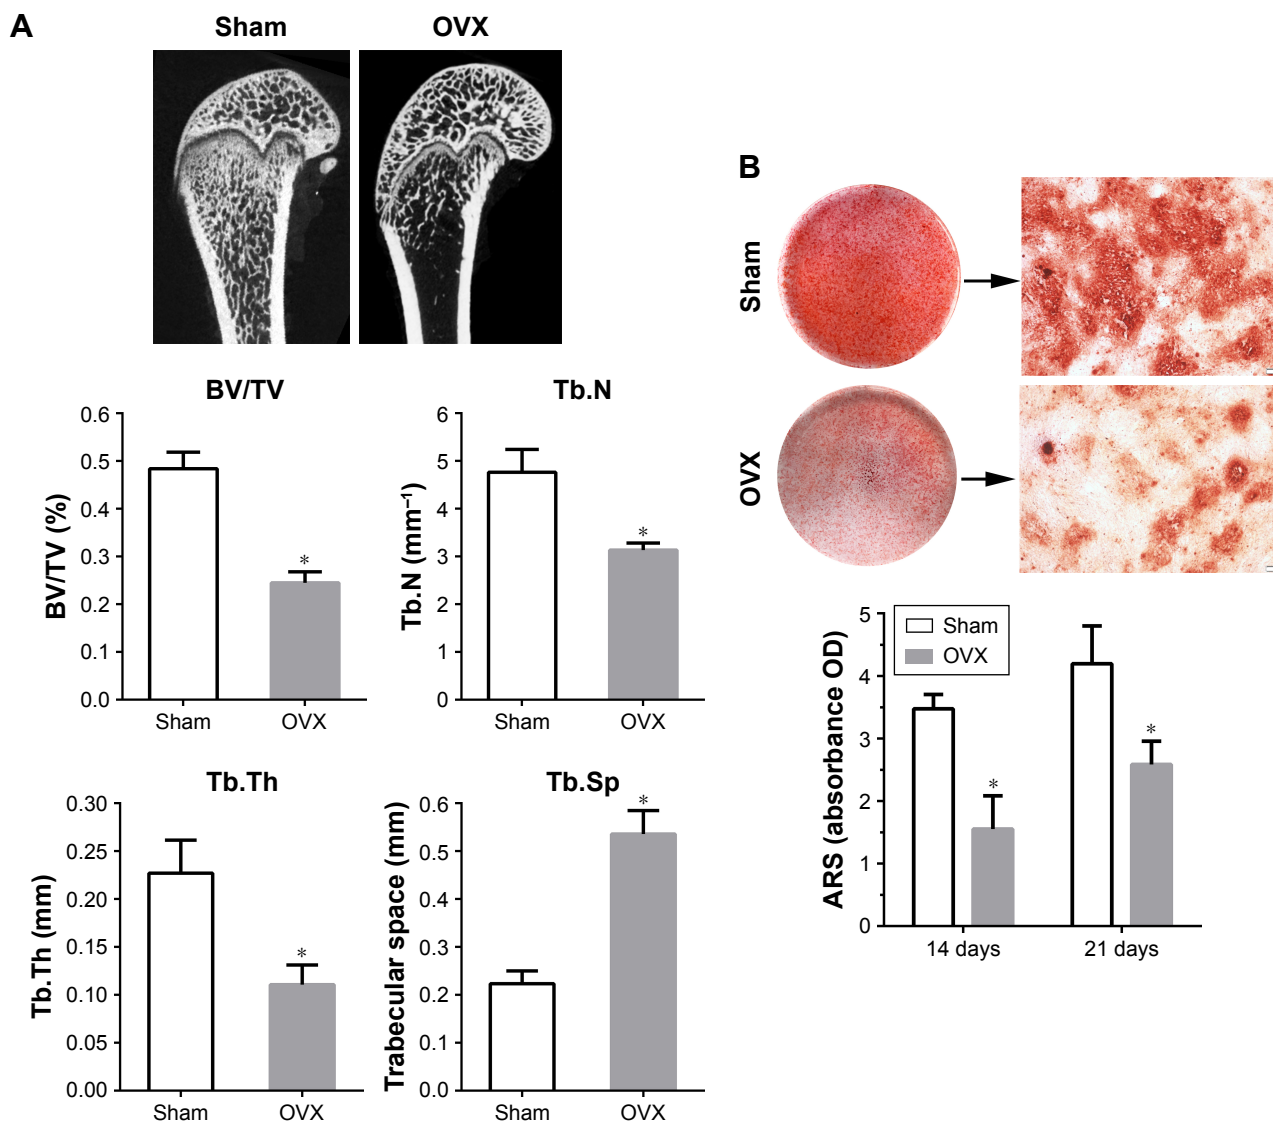 A
Sham
OVX
BV/TV
BV/TV (%)
0.6
0.5
0.4
0.3
0.2
0.1
0.0
*
Sham
OVX
Tb.N
Tb.N (mm⁻¹)
6
5
4
3
2
1
0
*
Sham
OVX
Tb.Th
Tb.Th (mm)
0.30
0.25
0.20
0.15
0.10
0.05
0.00
*
Sham
OVX
Tb.Sp
Trabecular space (mm)
0.6
0.5
0.4
0.3
0.2
0.1
0.0
*
Sham
OVX
B
Sham
OVX
ARS (absorbance OD)
5
4
3
2
1
0
Sham
OVX
*
*
14 days
21 days